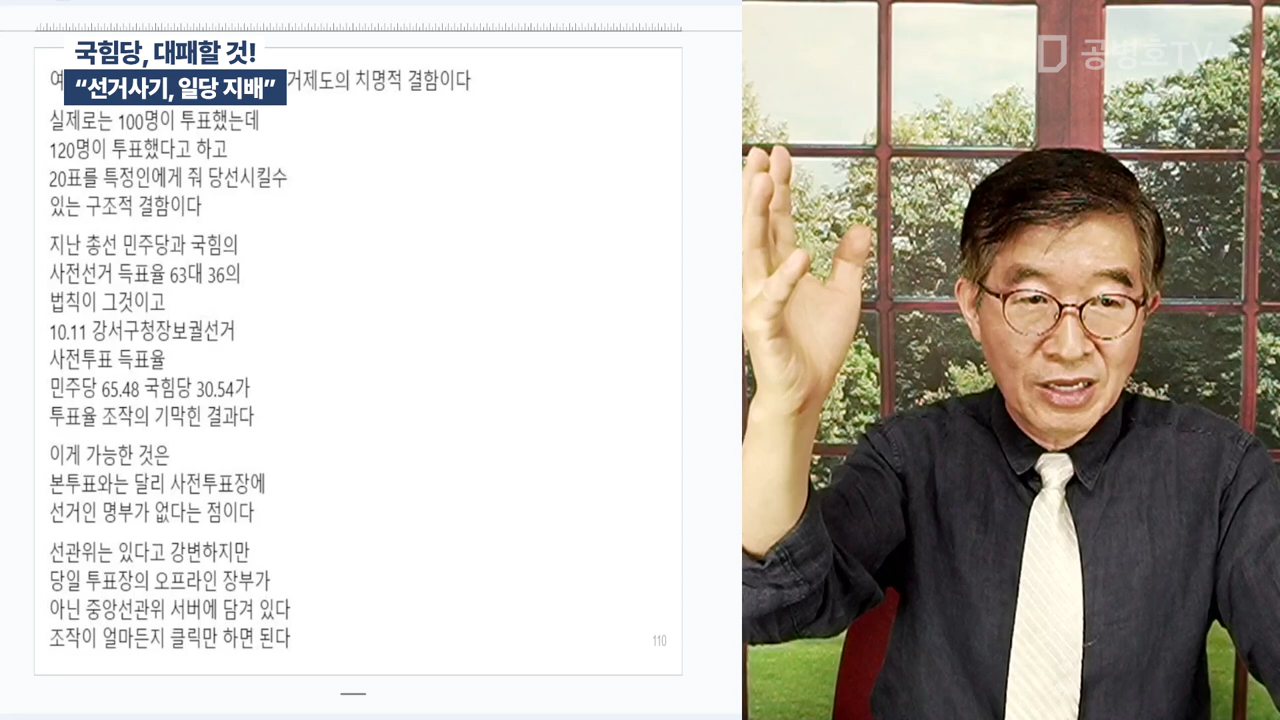 국힘당, 대패할 것!
“선거사기, 일당 지배”
공병호TV
여 거제도의 치명적 결함이다
실제로는 100명이 투표했는데
120명이 투표했다고 하고
20표를 특정인에게 줘 당선시킬수
있는 구조적 결함이다
지난 총선 민주당과 국힘의
사전선거 득표율 63대 36의
법칙이 그것이고
10.11 강서구청장보궐선거
사전투표 득표율
민주당 65.48 국힘당 30.54가
투표율 조작의 기막힌 결과다
이게 가능한 것은
본투표와는 달리 사전투표장에
선거인 명부가 없다는 점이다
선관위는 있다고 강변하지만
당일 투표장의 오프라인 장부가
아닌 중앙선관위 서버에 담겨 있다
조작이 얼마든지 클릭만 하면 된다
110